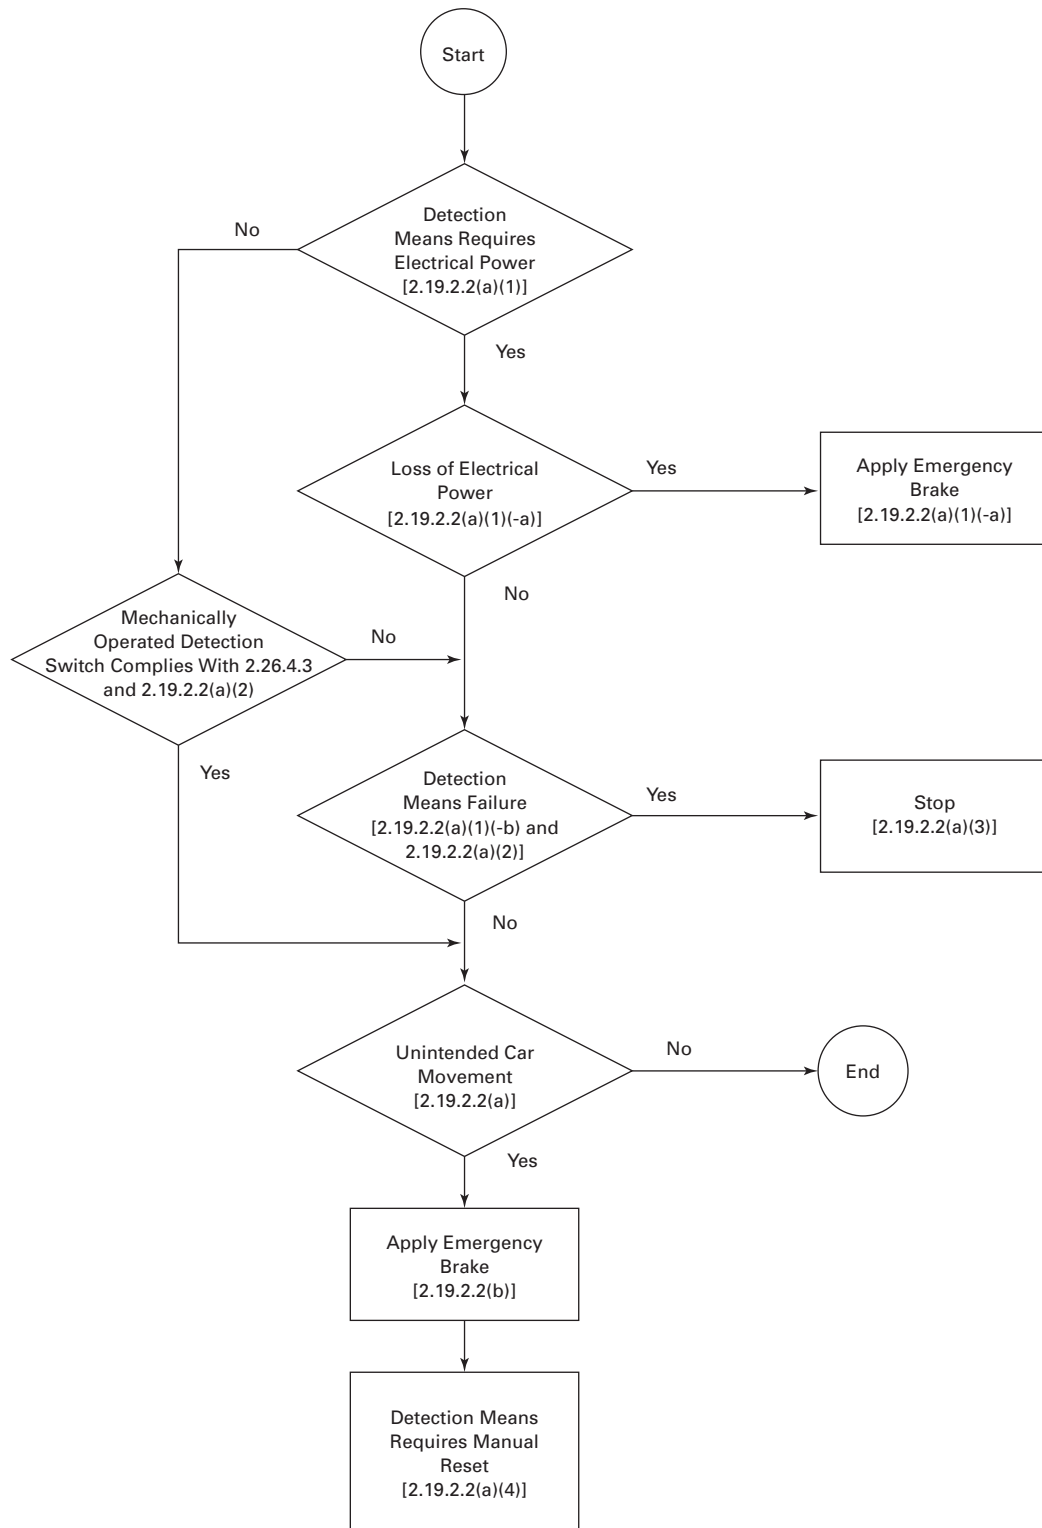 Start
Detection
Means Requires
Electrical Power
[2.19.2.2(a)(1)]
No
Yes
Loss of Electrical
Power
[2.19.2.2(a)(1)(-a)]
Yes
Apply Emergency
Brake
[2.19.2.2(a)(1)(-a)]
No
Mechanically
Operated Detection
Switch Complies With 2.26.4.3
and 2.19.2.2(a)(2)
No
Yes
Detection
Means Failure
[2.19.2.2(a)(1)(-b) and
2.19.2.2(a)(2)]
Yes
Stop
[2.19.2.2(a)(3)]
No
Unintended Car
Movement
[2.19.2.2(a)]
No
End
Yes
Apply Emergency
Brake
[2.19.2.2(b)]
Detection Means
Requires Manual
Reset
[2.19.2.2(a)(4)]